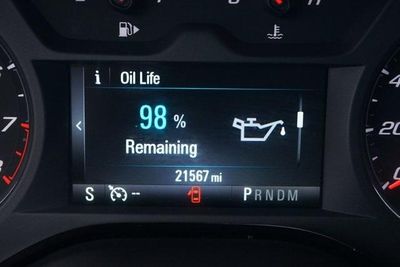 i Oil Life
98 %
Remaining
21567 mi
S -- PRNDM